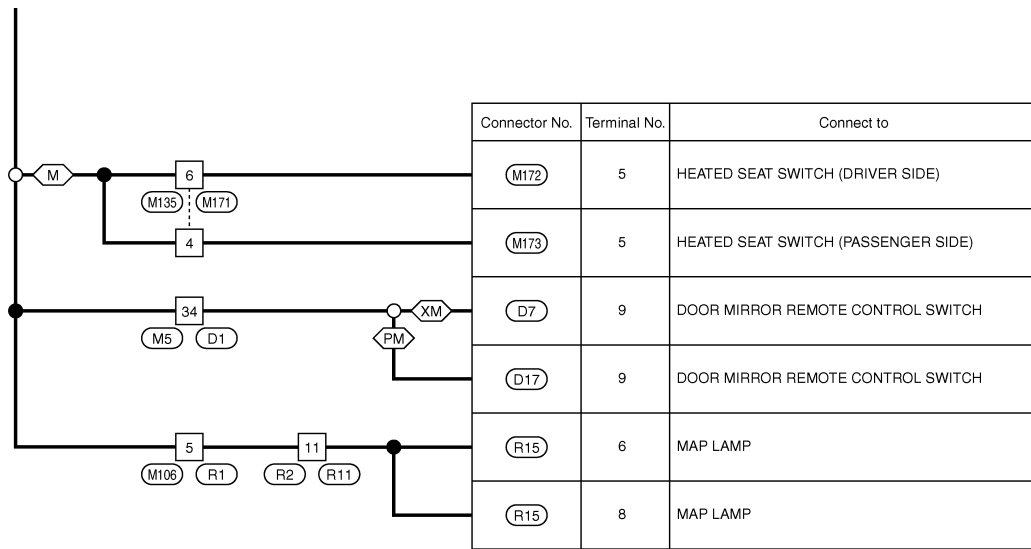 Connector No. Terminal No. Connect to
M 6 M172 5 HEATED SEAT SWITCH (DRIVER SIDE)
M135 M171
4 M173 5 HEATED SEAT SWITCH (PASSENGER SIDE)
34 XM D7 9 DOOR MIRROR REMOTE CONTROL SWITCH
M5 D1 PM
D17 9 DOOR MIRROR REMOTE CONTROL SWITCH
5 11 R15 6 MAP LAMP
M106 R1 R2 R11
R15 8 MAP LAMP